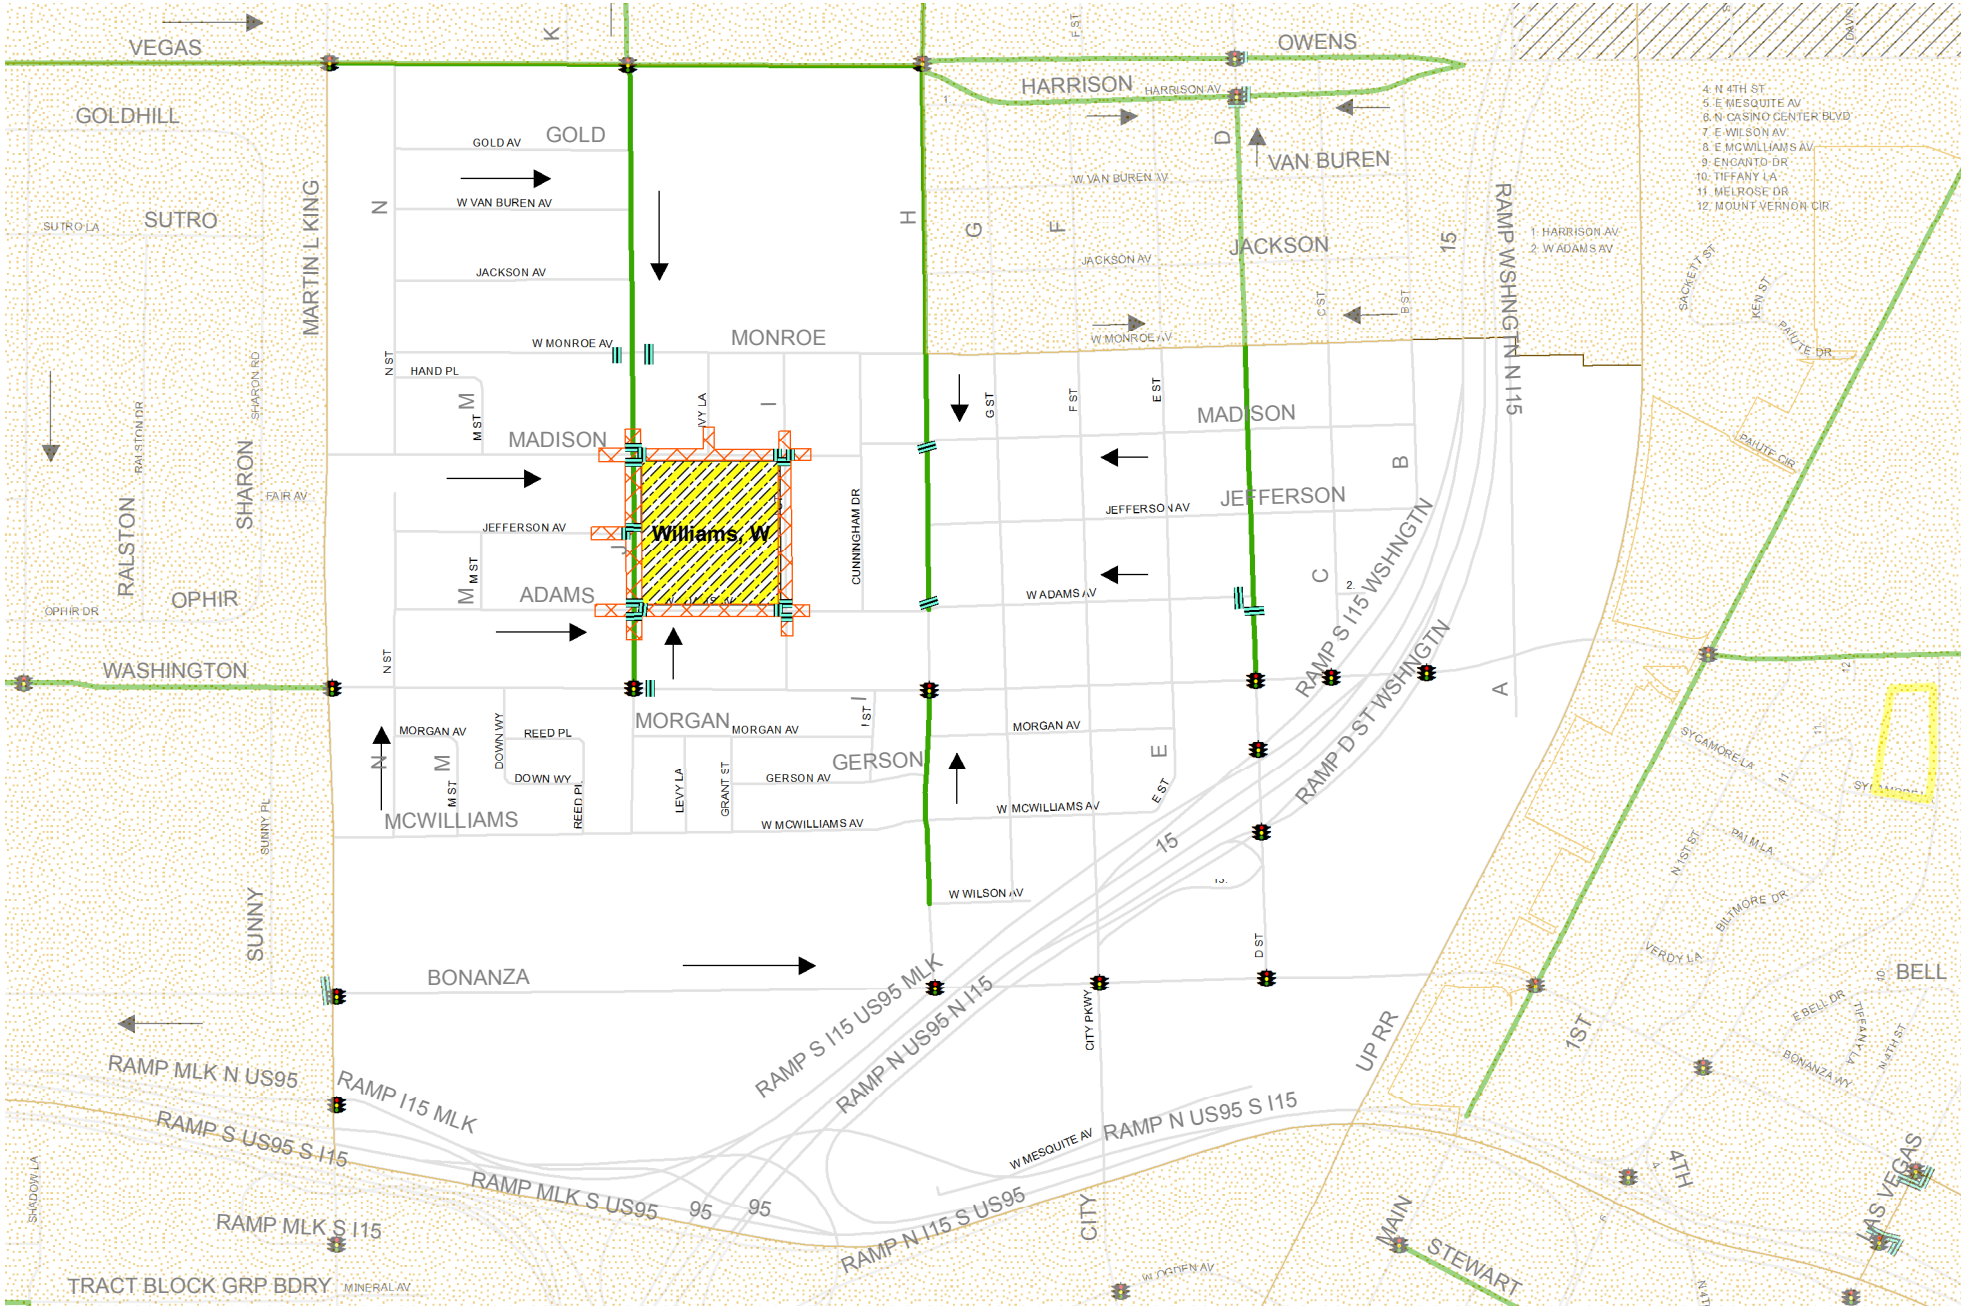 VEGAS
K
F ST
OWENS
HARRISON
HARRISON AV
1.
GOLDHILL
GOLD AV
GOLD
D
VAN BUREN
W VAN BUREN AV
4. N 4TH ST
5. E MESQUITE AV
6. N CASINO CENTER BLVD
7. E WILSON AV
8. E MCWILLIAMS AV
9. ENCANTO DR
10. TIFFANY LA
11. MELROSE DR
12. MOUNT VERNON CIR
1. HARRISON AV
2. W ADAMS AV
MARTIN L KING
N
W VAN BUREN AV
H
G
F
SUTRO
SUTRO LA
JACKSON
JACKSON AV
JACKSON AV
15
RAMP WSHNGTN N I15
SACKETT ST
KEN ST
PAIUTE DR
C ST
B ST
W MONROE AV
MONROE
W MONROE AV
N ST
HAND PL
M
M ST
SHARON RD
RALSTON DR
IVY LA
I
G ST
F ST
E ST
MADISON
MADISON
PAIUTE CIR
B
SHARON
FAIR AV
RALSTON
JEFFERSON AV
J
Williams, W
CUNNINGHAM DR
JEFFERSON
JEFFERSON AV
M
M ST
ADAMS
W ADAMS AV
C
2.
OPHIR
OPHIR DR
RAMP S I15 WSHNGTN
RAMP D ST WSHNGTN
WASHINGTON
N ST
A
12.
MORGAN AV
N
M
M ST
DOWN WY
REED PL
DOWN WY
REED PL
MORGAN
MORGAN AV
I
I ST
LEVY LA
GRANT ST
GERSON
GERSON AV
MORGAN AV
E
E ST
SYCAMORE LA
11.
11.
MCWILLIAMS
W MCWILLIAMS AV
W MCWILLIAMS AV
SUNNY PL
15
N 1ST ST
PALM LA
W WILSON AV
BILTMORE DR
SUNNY
D ST
VERDY LA
BONANZA
10.
BELL
RAMP S I15 US95 MLK
RAMP N US95 N I15
CITY PKWY
UP RR
1ST
E BELL DR
TIFFANY LA
N 4TH ST
BONANZA WY
RAMP MLK N US95
RAMP I15 MLK
RAMP S US95 S I15
W MESQUITE AV
RAMP N US95 S I15
SHADOW LA
RAMP MLK S US95
95
95
RAMP N I15 S US95
CITY
MAIN
4.
4TH
LAS VEGAS
RAMP MLK S I15
STEWART
W OGDEN AV
TRACT BLOCK GRP BDRY
MINERAL AV